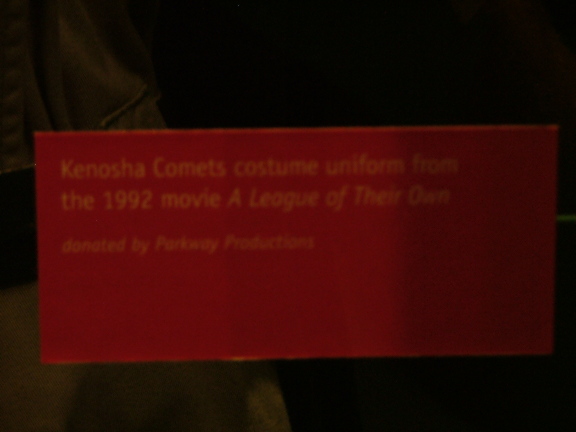 Kenosha Comets costume uniform from
the 1992 movie A League of Their Own
donated by Parkway Productions